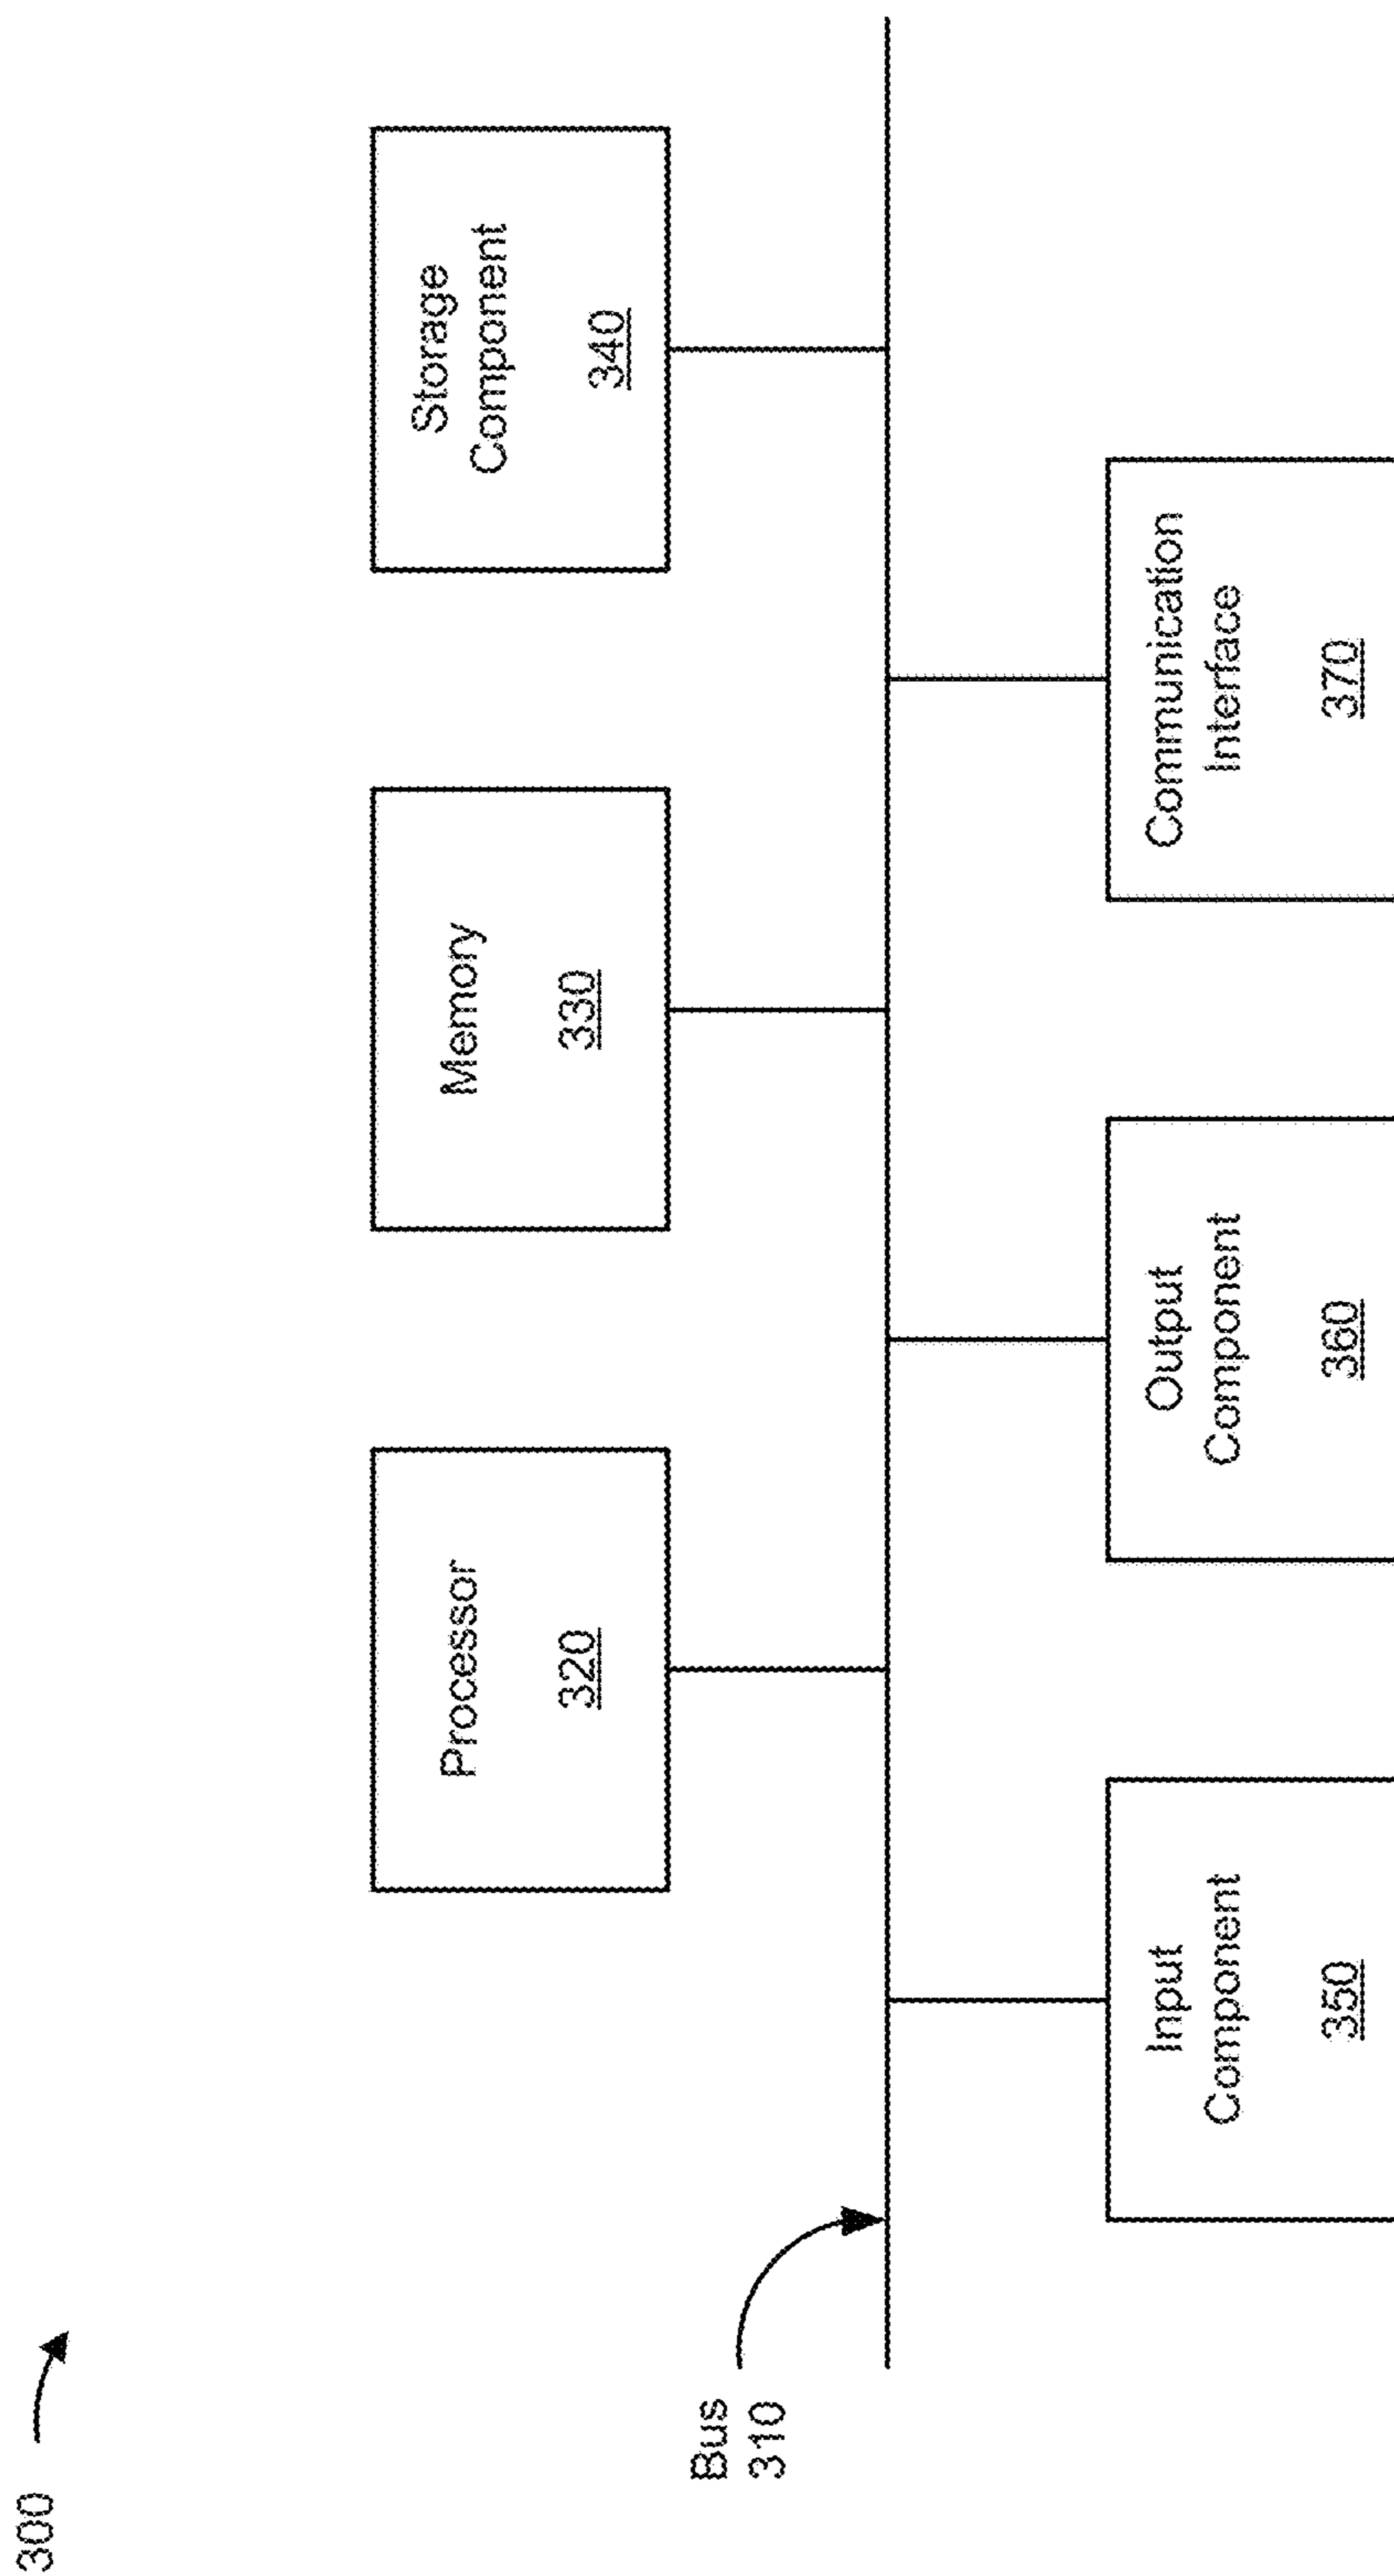 300
Processor
320
Memory
330
Storage
Component
340
Bus
310
Input
Component
350
Output
Component
360
Communication
Interface
370